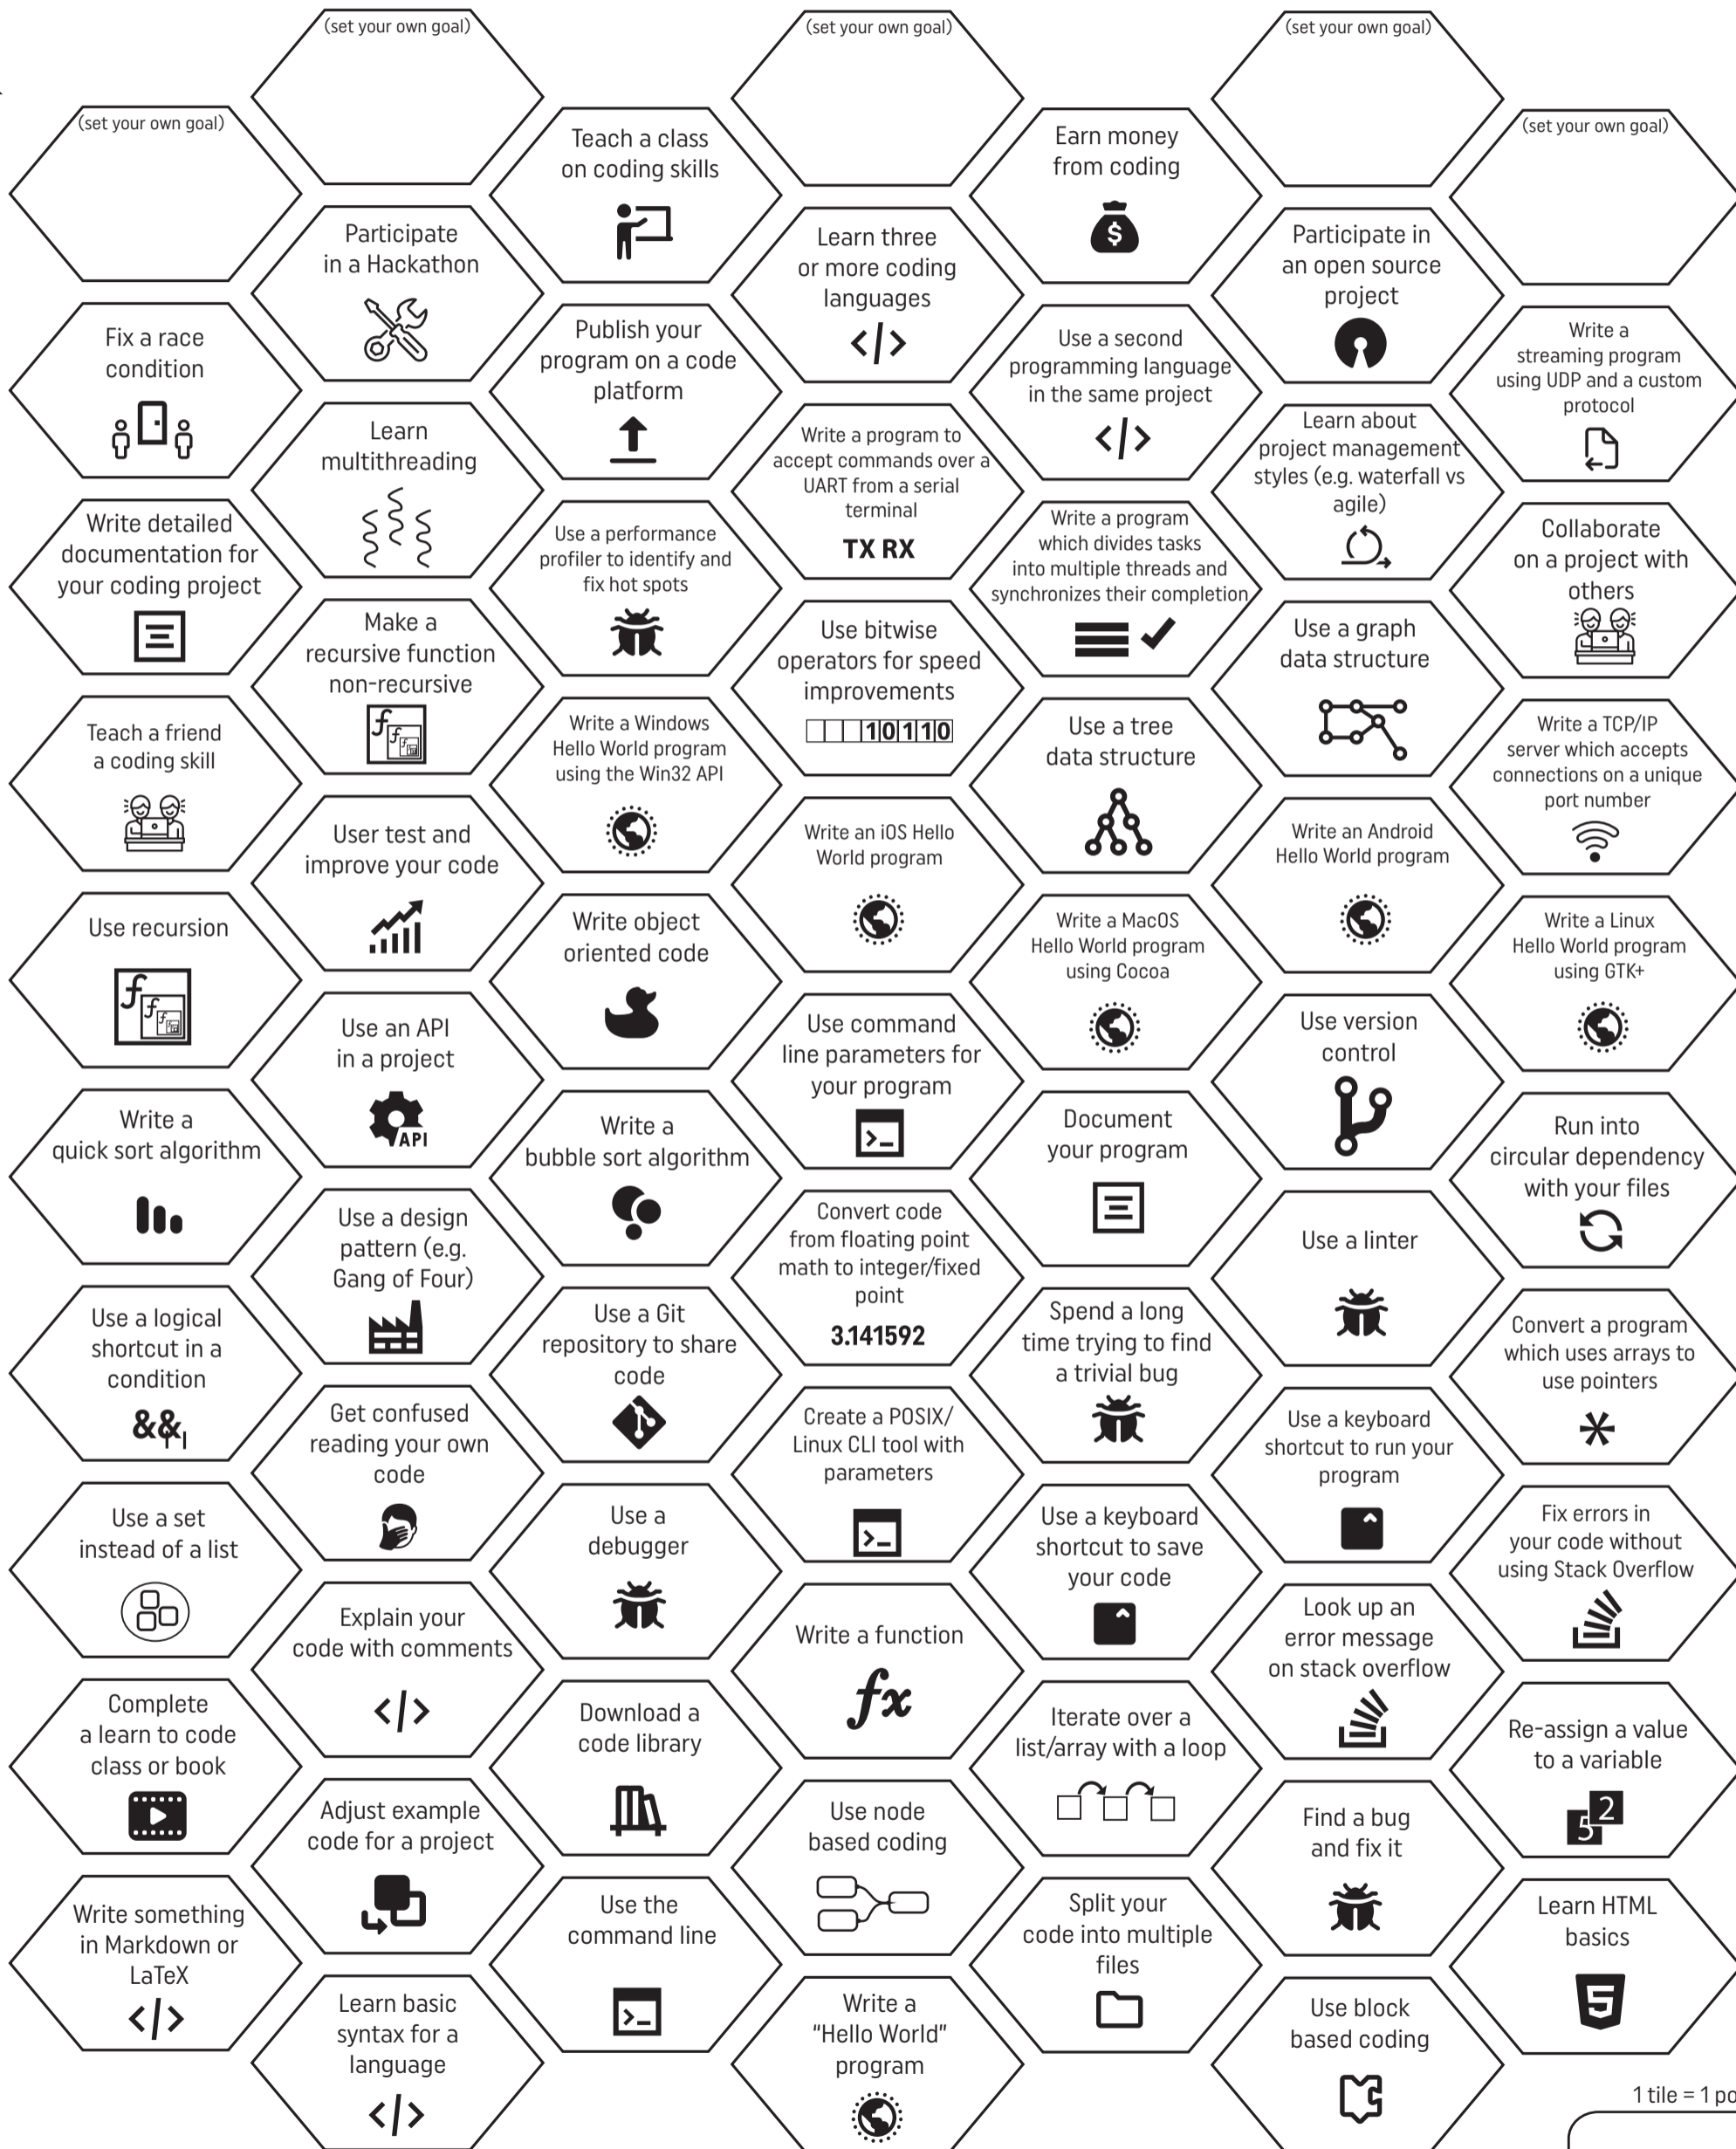 (set your own goal)
(set your own goal)
(set your own goal)
(set your own goal)
Teach a class
on coding skills
Earn money
from coding
(set your own goal)
Participate
in a Hackathon
Learn three
or more coding
languages
</>
Participate in
an open source
project
Fix a race
condition
Publish your
program on a code
platform
Use a second
programming language
in the same project
</>
Write a
streaming program
using UDP and a custom
protocol
Learn
multithreading
Write a program to
accept commands over a
UART from a serial
terminal
TX RX
Learn about
project management
styles (e.g. waterfall vs
agile)
Write detailed
documentation for
your coding project
Use a performance
profiler to identify and
fix hot spots
Write a program
which divides tasks
into multiple threads and
synchronizes their completion
Collaborate
on a project with
others
Make a
recursive function
non-recursive
f
f
f
Use bitwise
operators for speed
improvements
10110
Use a graph
data structure
Teach a friend
a coding skill
Write a Windows
Hello World program
using the Win32 API
Use a tree
data structure
Write a TCP/IP
server which accepts
connections on a unique
port number
User test and
improve your code
Write an iOS Hello
World program
Write an Android
Hello World program
Use recursion
f
f
f
Write object
oriented code
Write a MacOS
Hello World program
using Cocoa
Write a Linux
Hello World program
using GTK+
Use an API
in a project
API
Use command
line parameters for
your program
>_
Use version
control
Write a
quick sort algorithm
Write a
bubble sort algorithm
Document
your program
Run into
circular dependency
with your files
Use a design
pattern (e.g.
Gang of Four)
Convert code
from floating point
math to integer/fixed
point
3.141592
Use a linter
Use a logical
shortcut in a
condition
&&||
Use a Git
repository to share
code
Spend a long
time trying to find
a trivial bug
Convert a program
which uses arrays to
use pointers
*
Get confused
reading your own
code
Create a POSIX/
Linux CLI tool with
parameters
>_
Use a keyboard
shortcut to run your
program
Use a set
instead of a list
Use a
debugger
Use a keyboard
shortcut to save
your code
Fix errors in
your code without
using Stack Overflow
Explain your
code with comments
</>
Write a function
fx
Look up an
error message
on stack overflow
Complete
a learn to code
class or book
Download a
code library
Iterate over a
list/array with a loop
Re-assign a value
to a variable
5 2
Adjust example
code for a project
Use node
based coding
Find a bug
and fix it
Write something
in Markdown or
LaTeX
</>
Use the
command line
>_
Split your
code into multiple
files
Learn HTML
basics
5
Learn basic
syntax for a
language
</>
Write a
“Hello World”
program
Use block
based coding
1 tile = 1 po